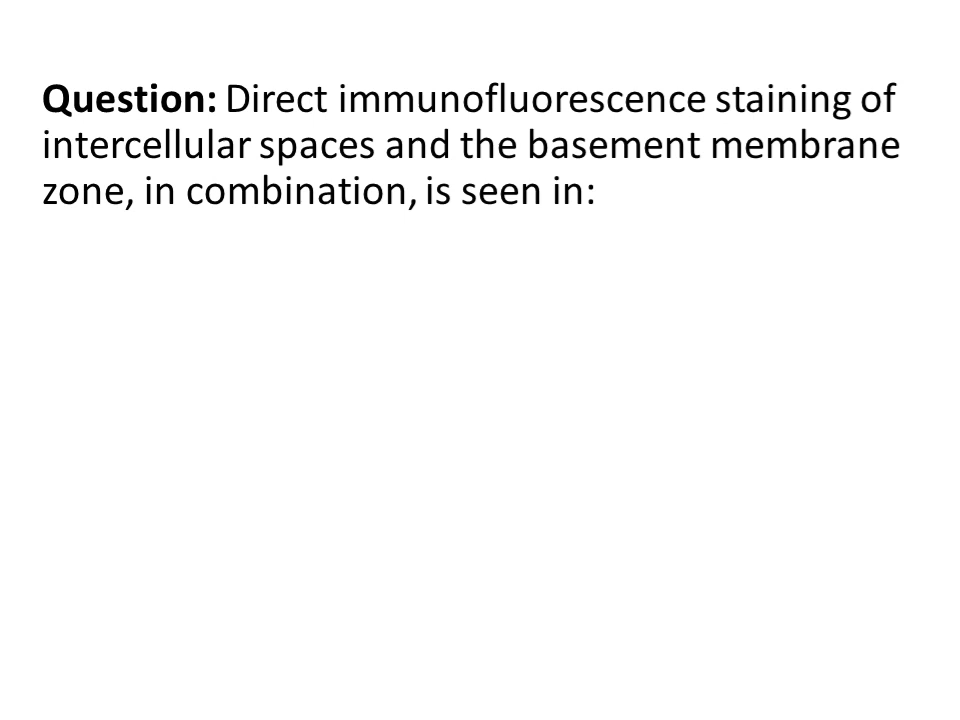 Question: Direct immunofluorescence staining of
intercellular spaces and the basement membrane
zone, in combination, is seen in: